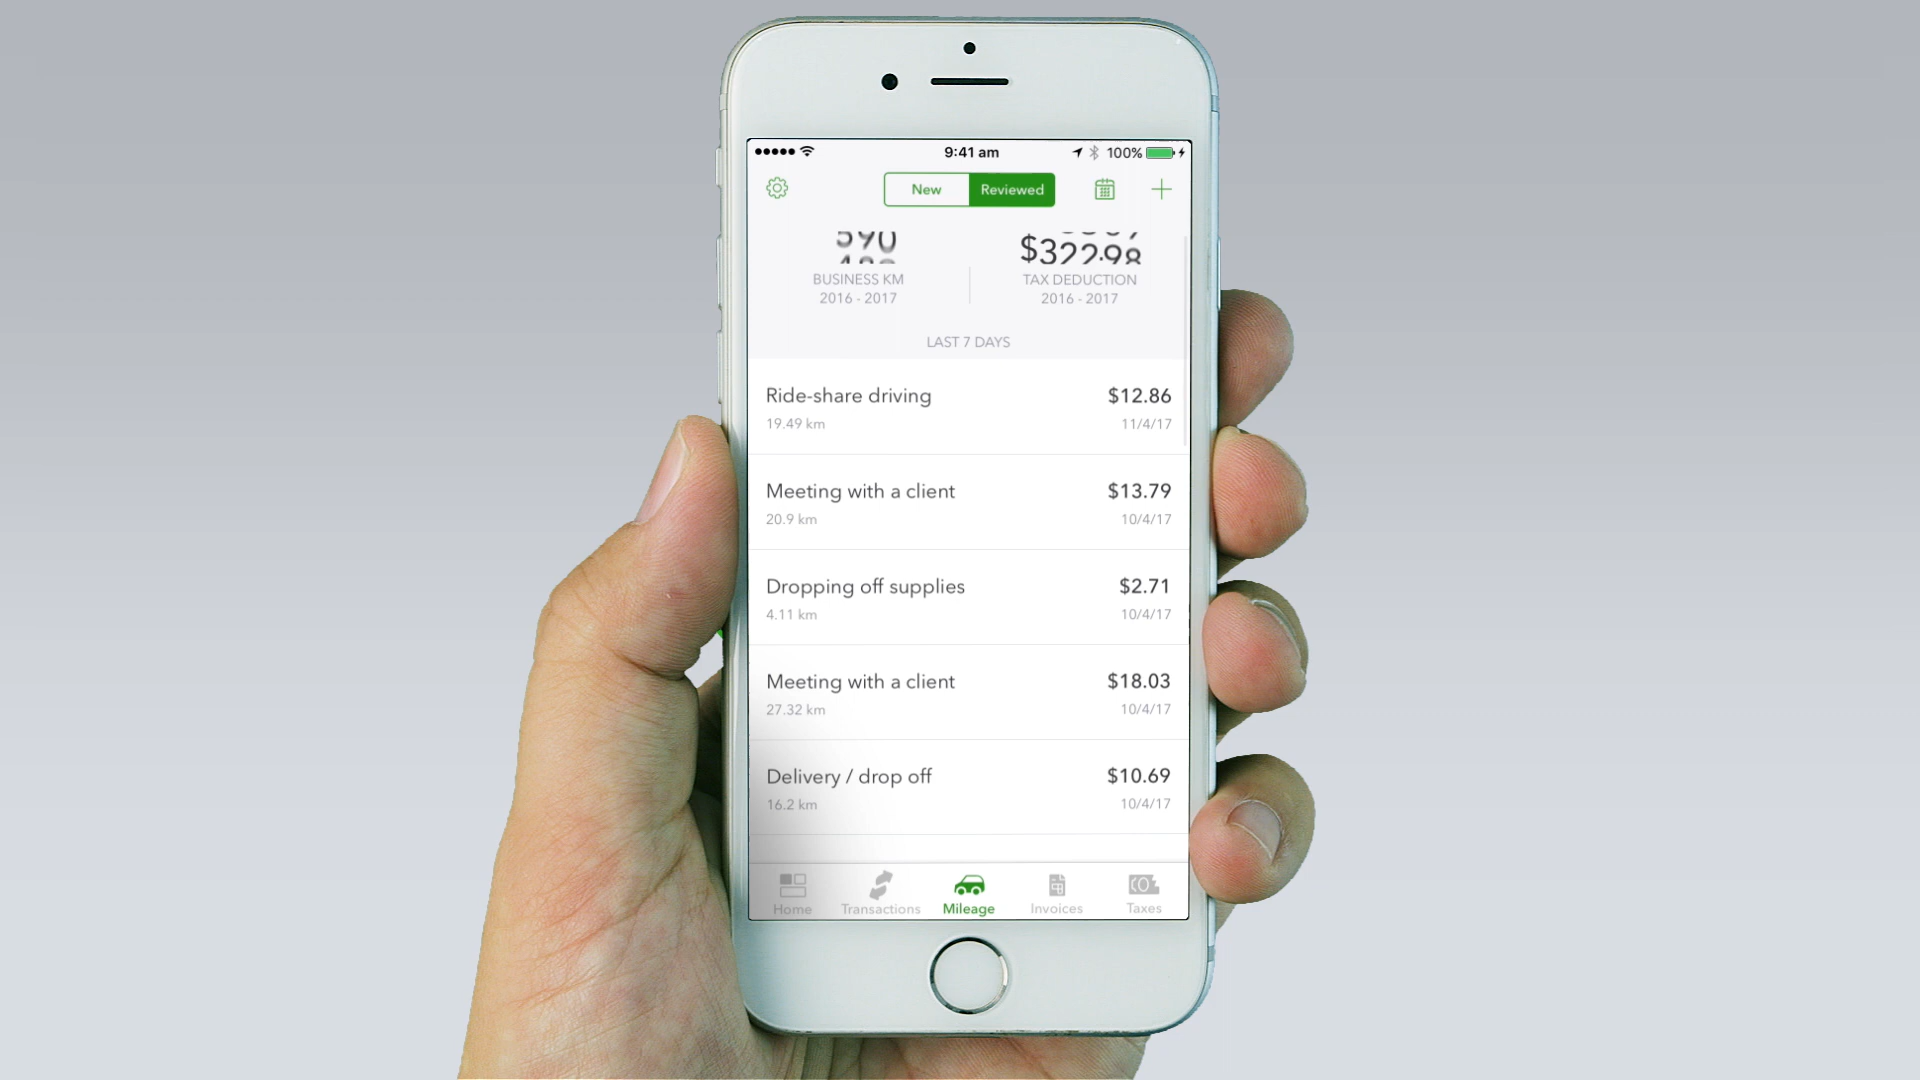 9:41 am 100%
New Reviewed
BUSINESS KM TAX DEDUCTION
2016 - 2017 2016 - 2017
LAST 7 DAYS
Ride-share driving $12.86
19.49 km 11/4/17
Meeting with a client $13.79
20.9 km 10/4/17
Dropping off supplies $2.71
4.11 km 10/4/17
Meeting with a client $18.03
27.32 km 10/4/17
Delivery / drop off $10.69
16.2 km 10/4/17
Home Transactions Mileage Invoices Taxes